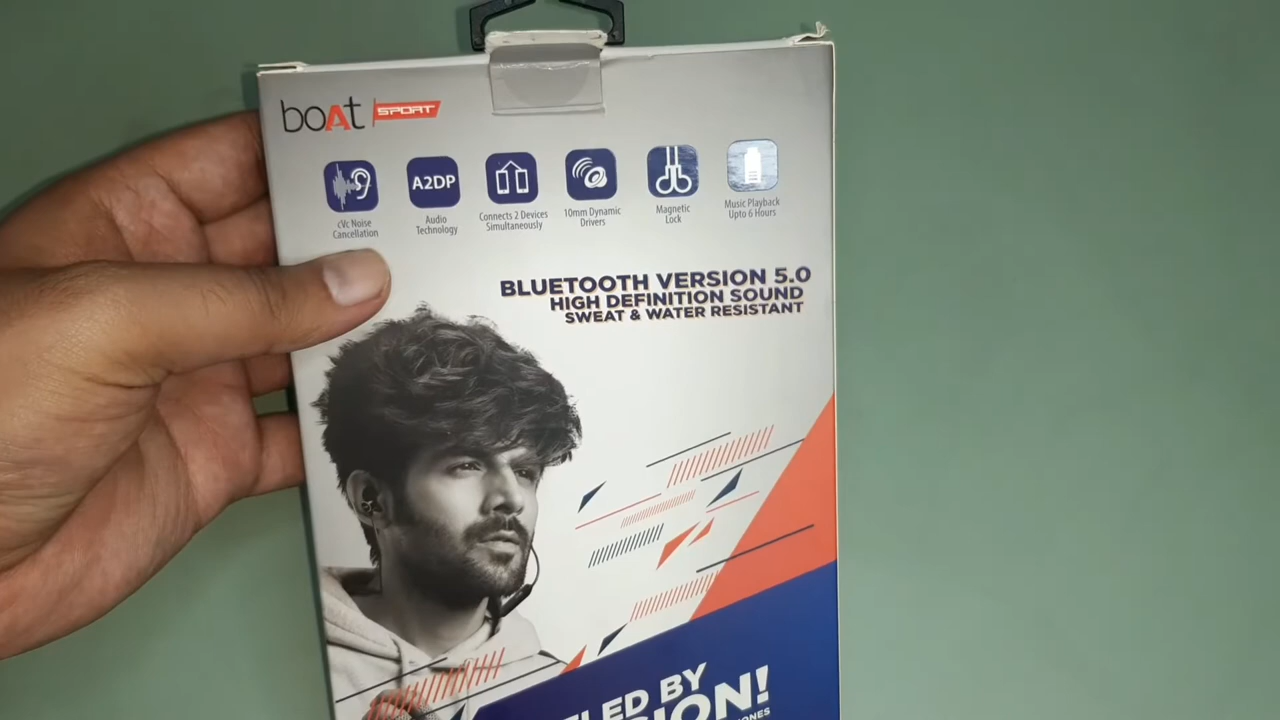 boAt SPORT
A2DP
cVc Noise
Cancellation
Audio
Technology
Connects 2 Devices
Simultaneously
10mm Dynamic
Drivers
Magnetic
Lock
Music Playback
Upto 6 Hours
BLUETOOTH VERSION 5.0
HIGH DEFINITION SOUND
SWEAT & WATER RESISTANT
BY